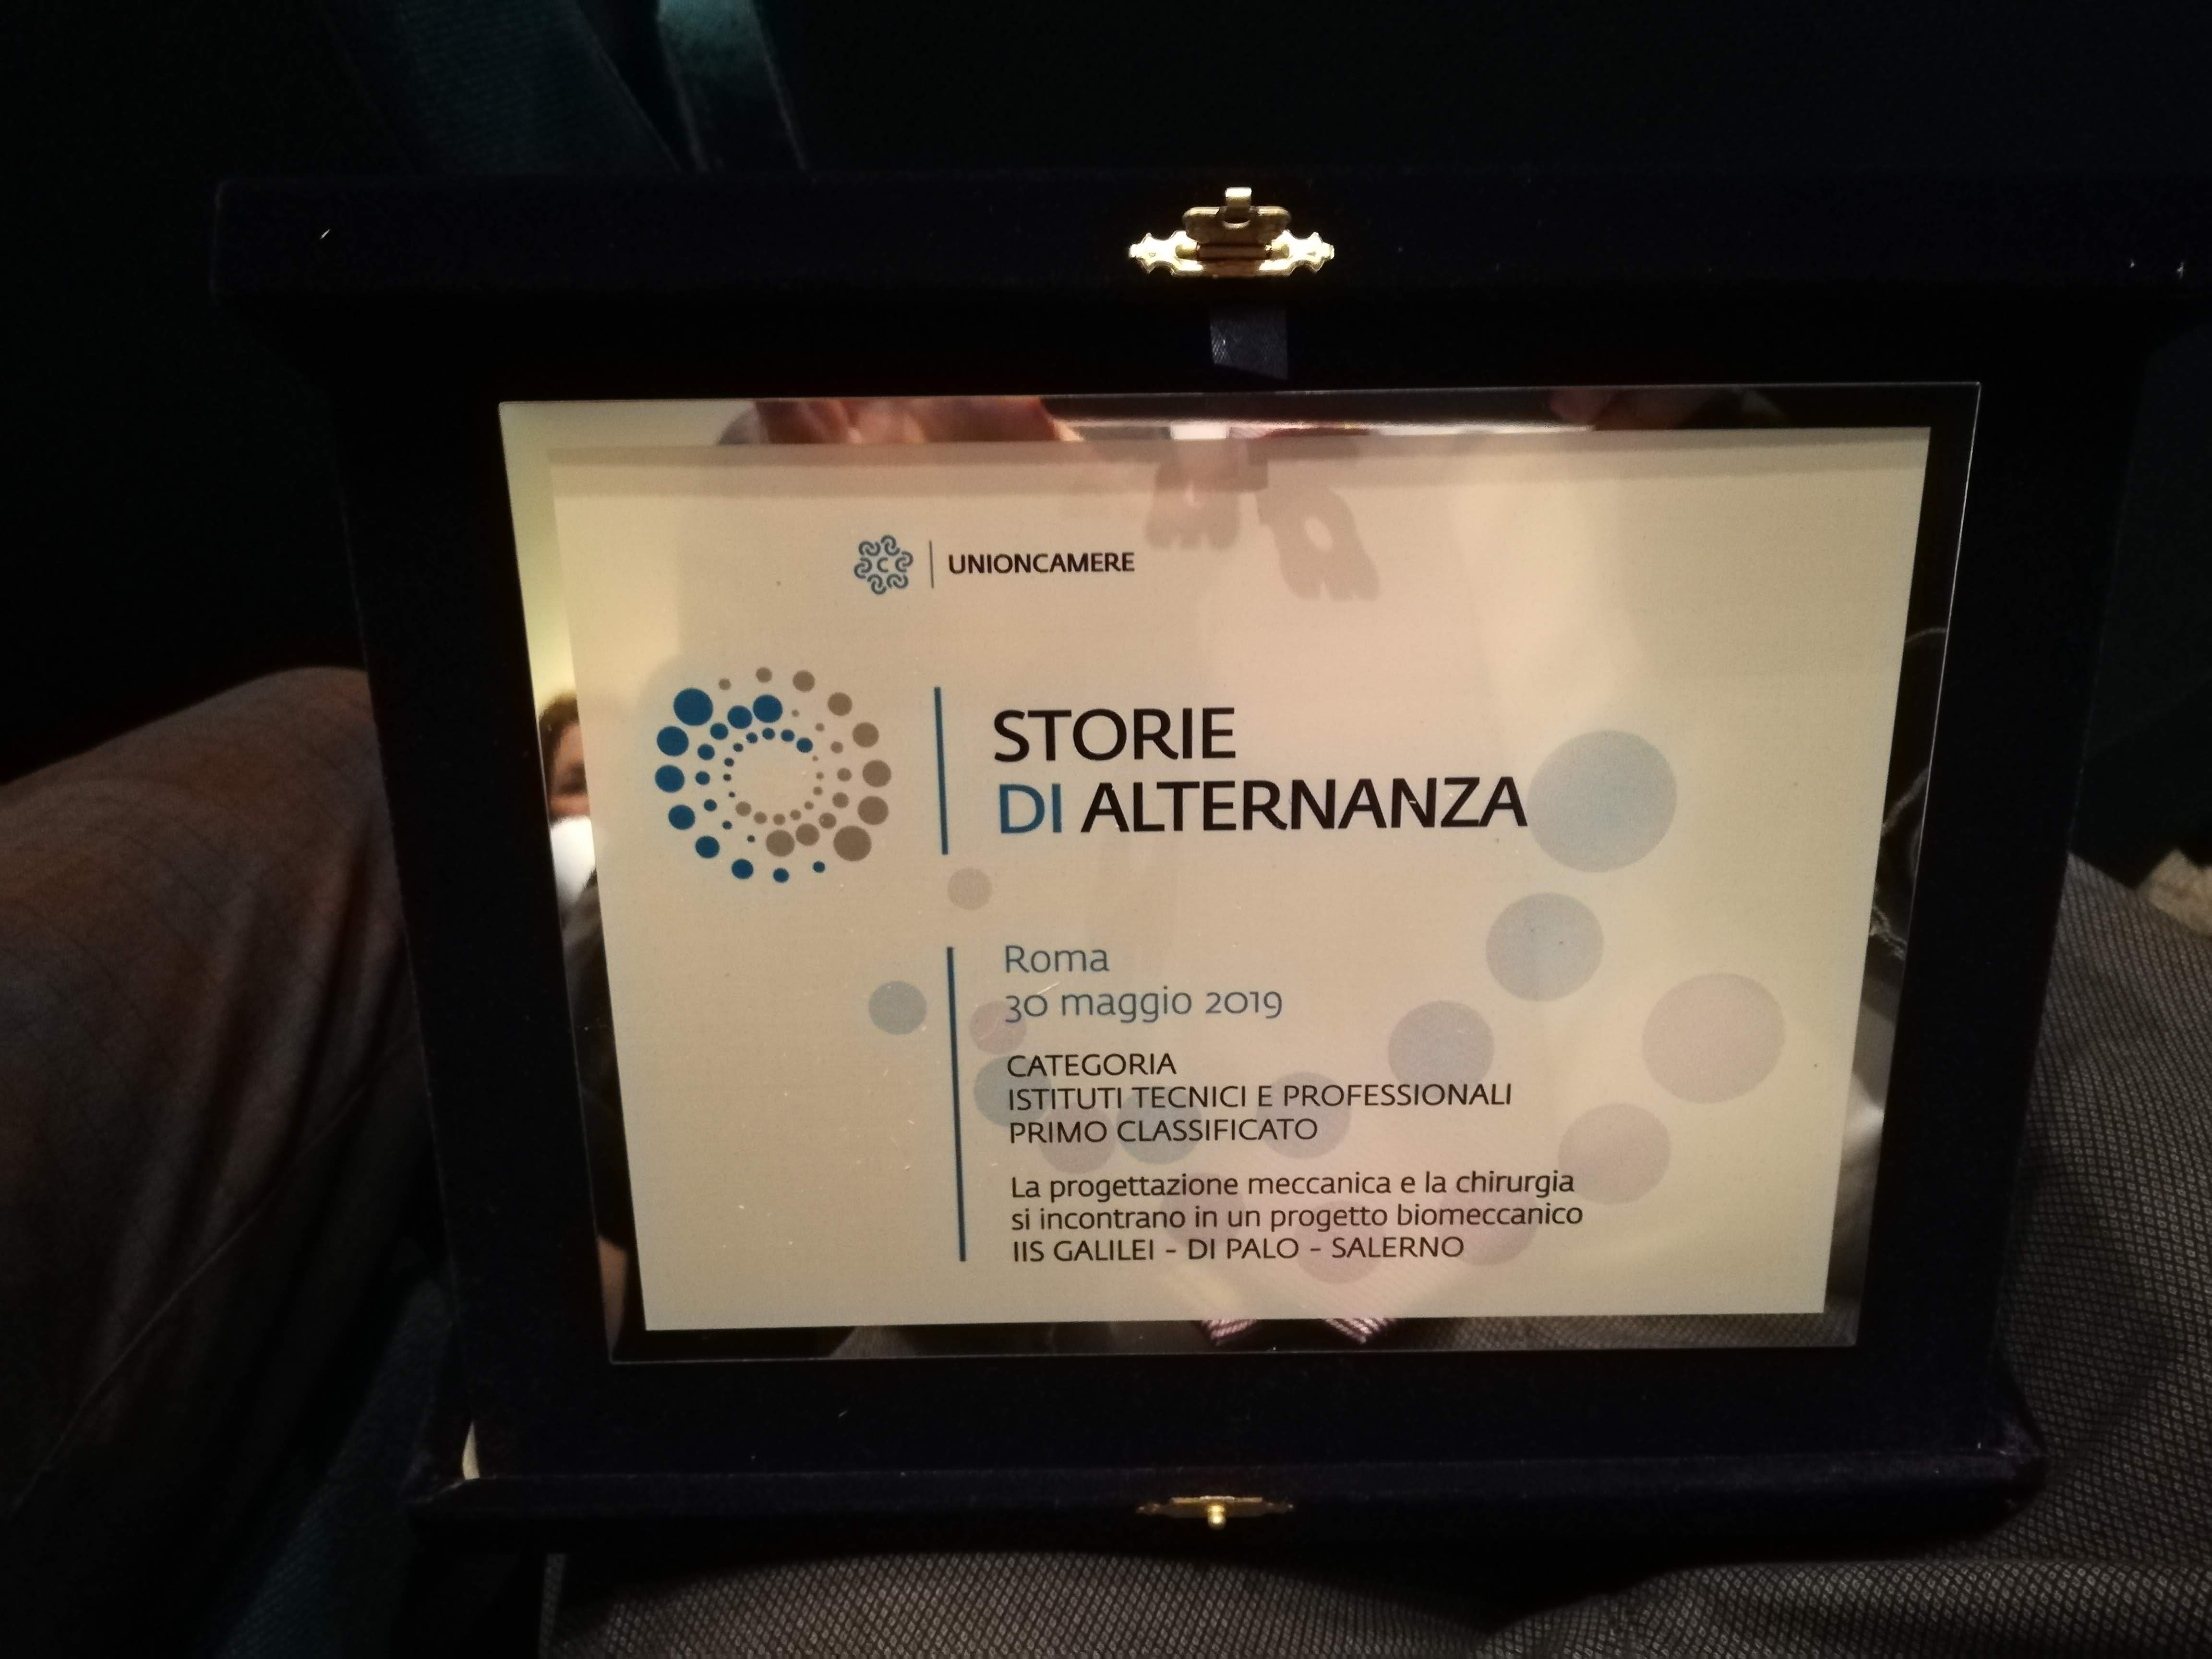 UNIONCAMERE
STORIE
DI ALTERNANZA
Roma
30 maggio 2019
CATEGORIA
ISTITUTI TECNICI E PROFESSIONALI
PRIMO CLASSIFICATO
La progettazione meccanica e la chirurgia
si incontrano in un progetto biomeccanico
IIS GALILEI - DI PALO - SALERNO